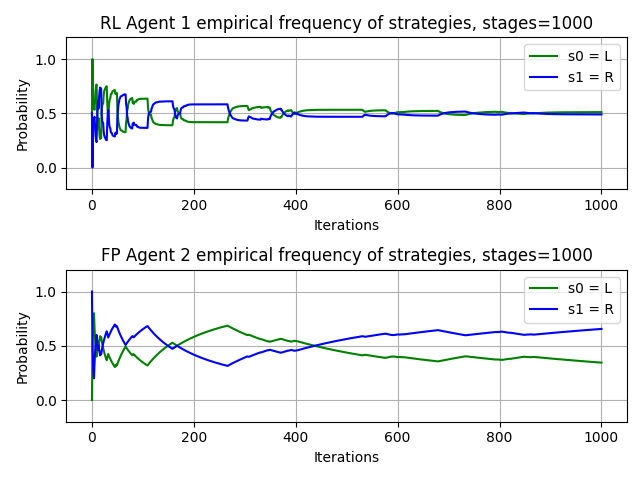 RL Agent 1 empirical frequency of strategies, stages=1000
Probability
1.0
0.5
0.0
s0 = L
s1 = R
0 200 400 600 800 1000
Iterations
FP Agent 2 empirical frequency of strategies, stages=1000
Probability
1.0
0.5
0.0
s0 = L
s1 = R
0 200 400 600 800 1000
Iterations